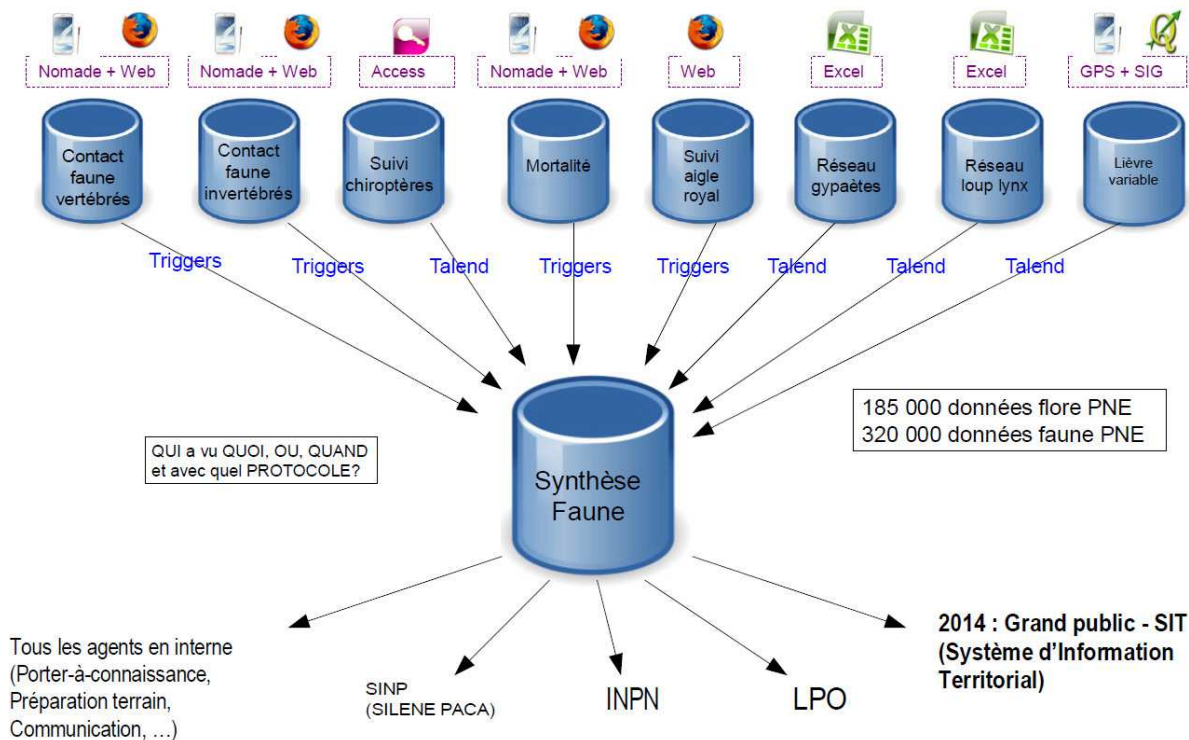 Nomade + Web
Nomade + Web
Access
Nomade + Web
Web
Excel
Excel
GPS + SIG
Contact
faune
vertébrés
Contact
faune
invertébrés
Suivi
chiroptères
Mortalité
Suivi
aigle
royal
Réseau
gypaètes
Réseau
loup lynx
Lièvre
variable
Triggers
Triggers
Talend
Triggers
Triggers
Talend
Talend
Talend
QUI a vu QUOI, OU, QUAND
et avec quel PROTOCOLE?
185 000 données flore PNE
320 000 données faune PNE
Synthèse
Faune
Tous les agents en interne
(Porter-à-connaissance,
Préparation terrain,
Communication, …)
SINP
(SILENE PACA)
INPN
LPO
2014 : Grand public - SIT
(Système d’Information
Territorial)